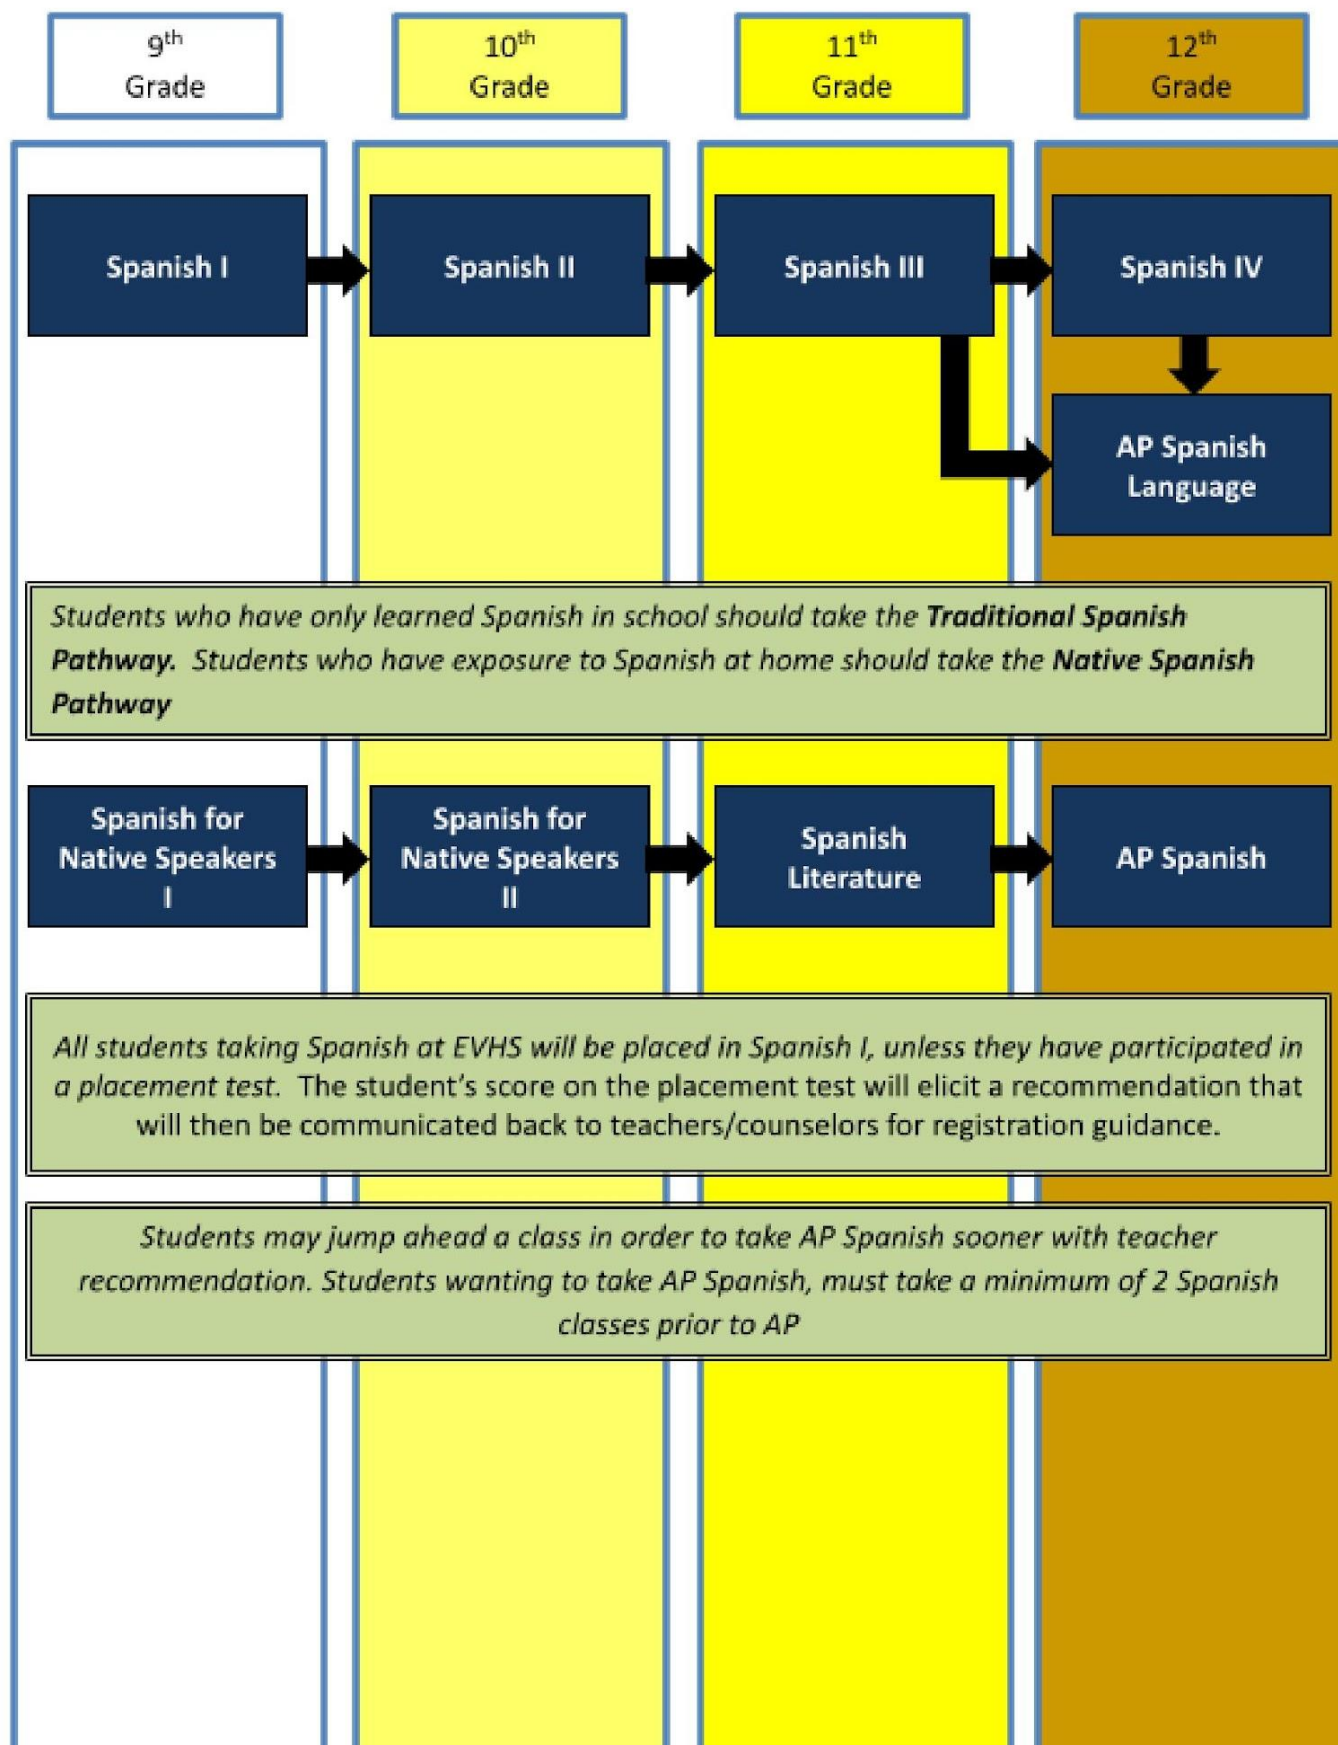 9th
Grade
10th
Grade
11th
Grade
12th
Grade
Spanish I
Spanish II
Spanish III
Spanish IV
AP Spanish
Language
Students who have only learned Spanish in school should take the Traditional Spanish
Pathway. Students who have exposure to Spanish at home should take the Native Spanish
Pathway
Spanish for
Native Speakers
I
Spanish for
Native Speakers
II
Spanish
Literature
AP Spanish
All students taking Spanish at EVHS will be placed in Spanish I, unless they have participated in
a placement test. The student's score on the placement test will elicit a recommendation that
will then be communicated back to teachers/counselors for registration guidance.
Students may jump ahead a class in order to take AP Spanish sooner with teacher
recommendation. Students wanting to take AP Spanish, must take a minimum of 2 Spanish
classes prior to AP